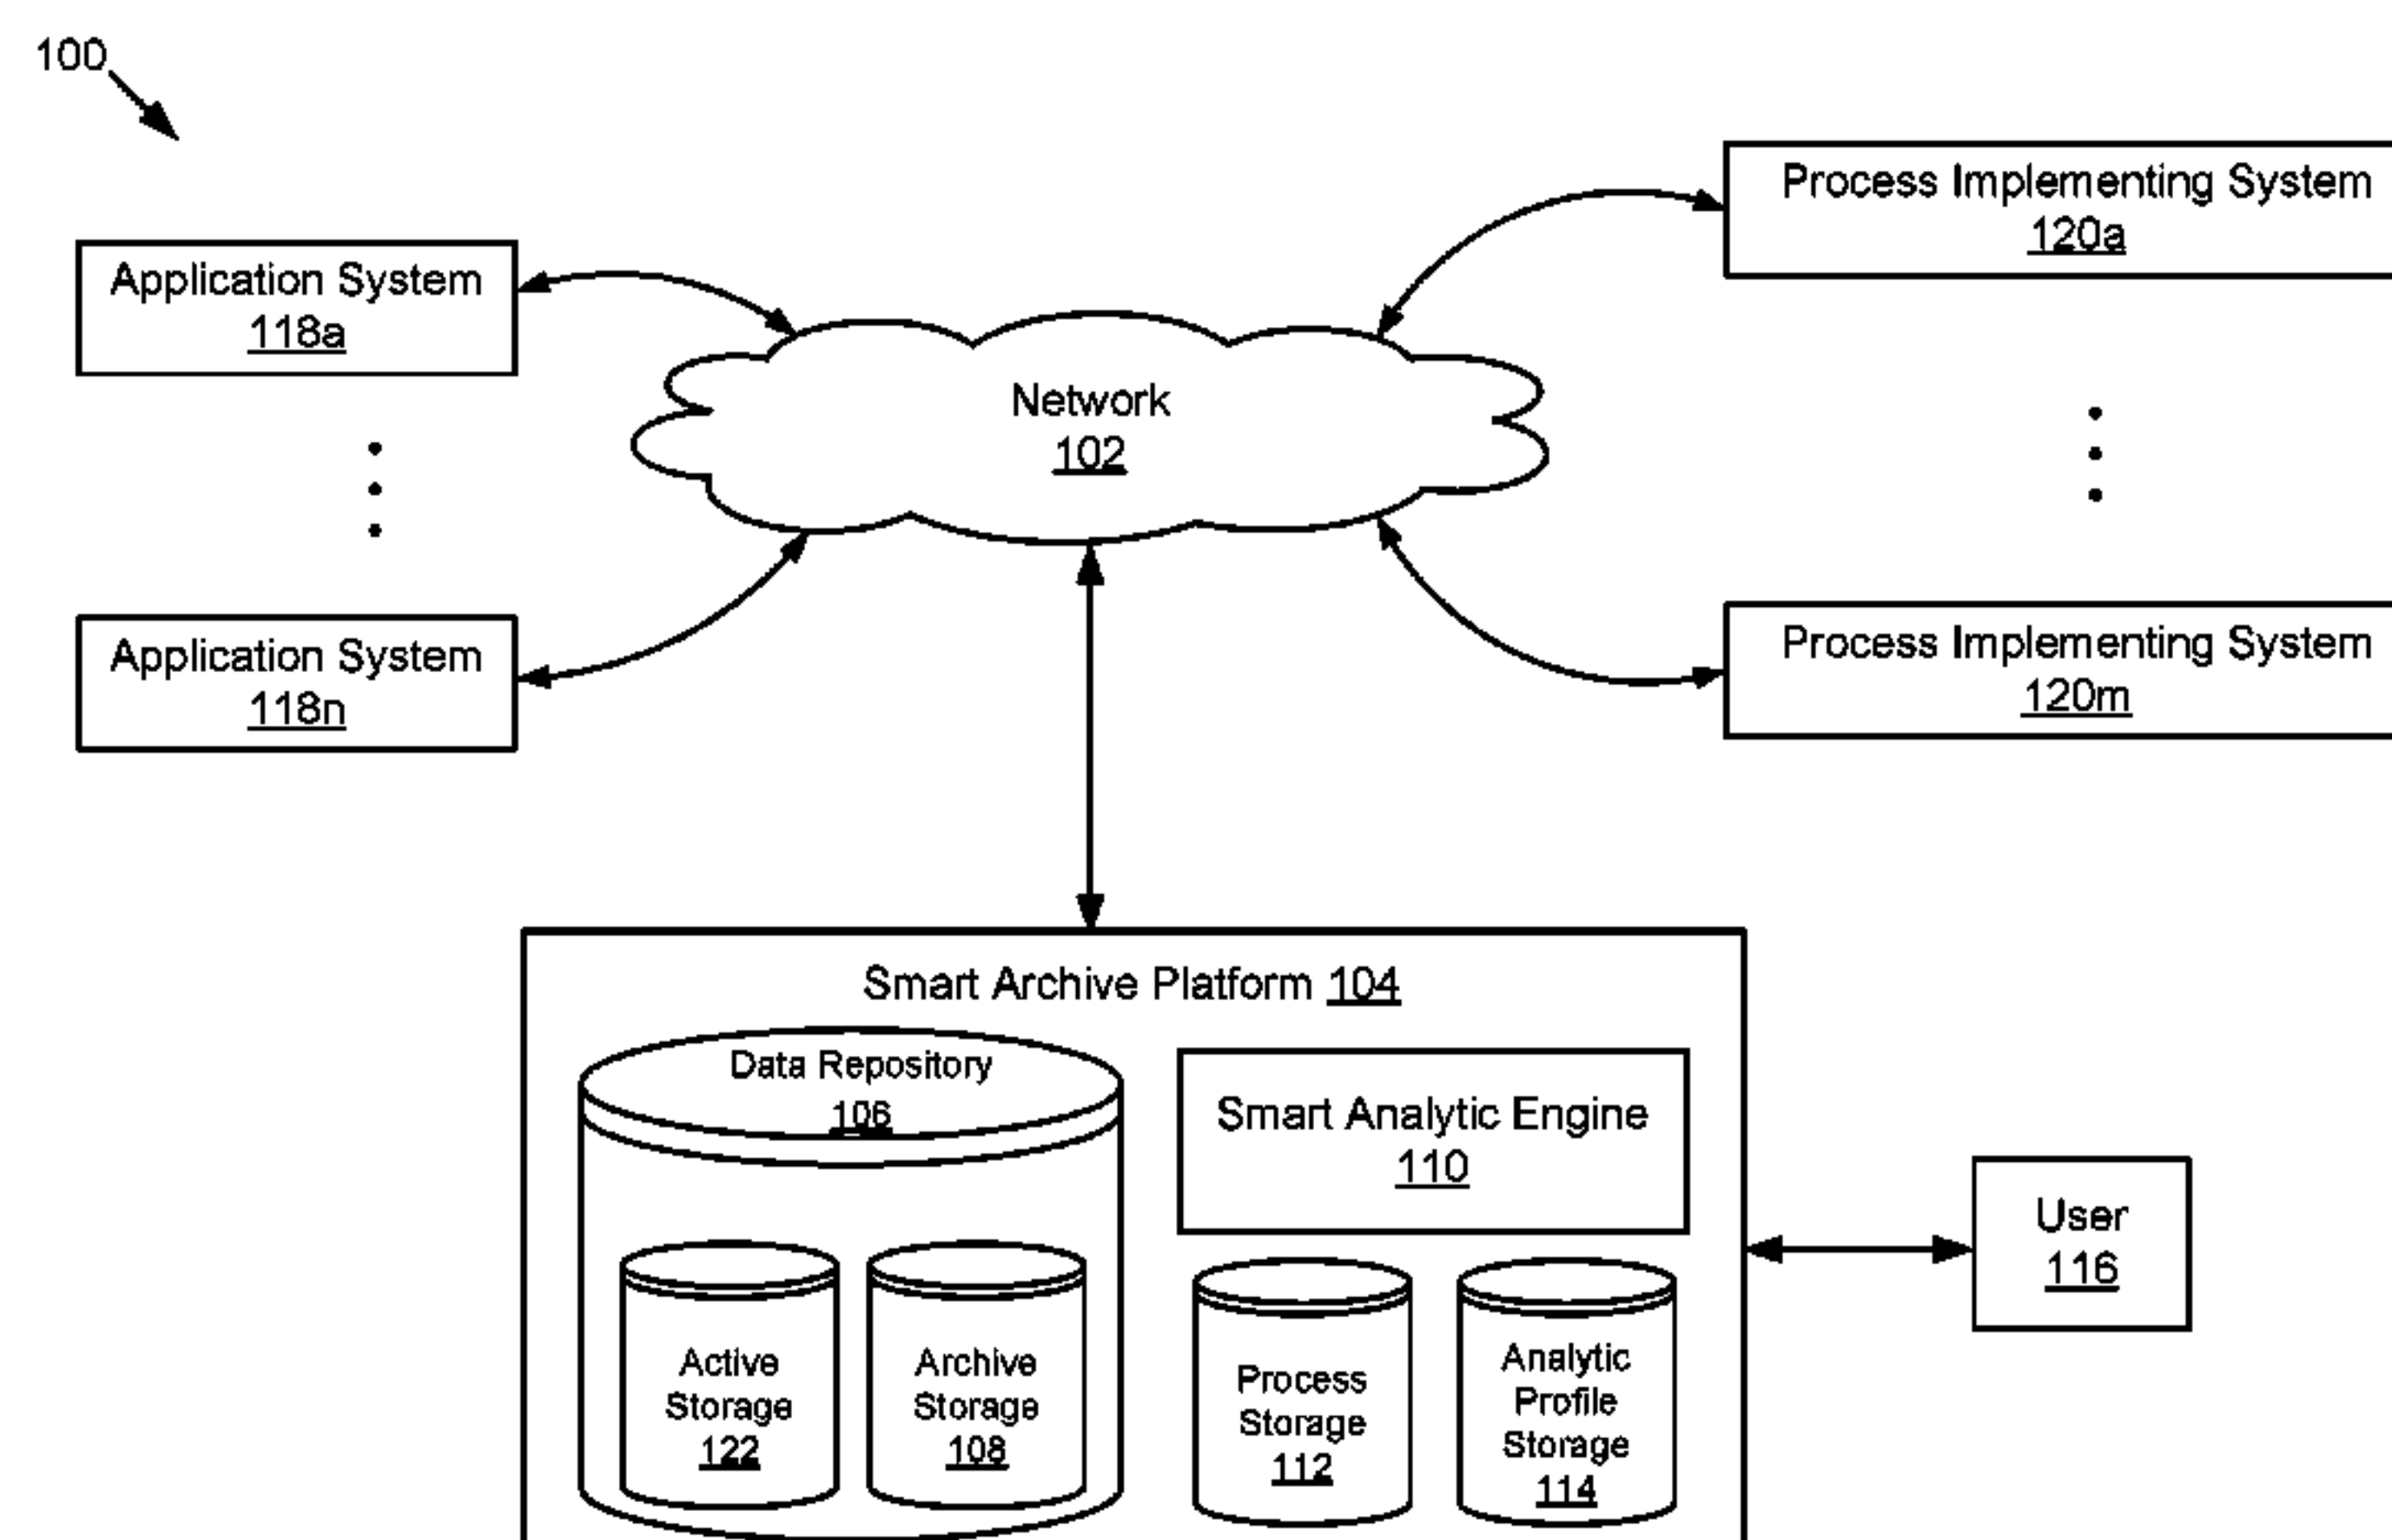 100
Process Implementing System
120a
Application System
118a
Network
102
Application System
118n
Process Implementing System
120m
Smart Archive Platform 104
Data Repository
106
Smart Analytic Engine
110
User
116
Active
Storage
122
Archive
Storage
108
Process
Storage
112
Analytic
Profile
Storage
114